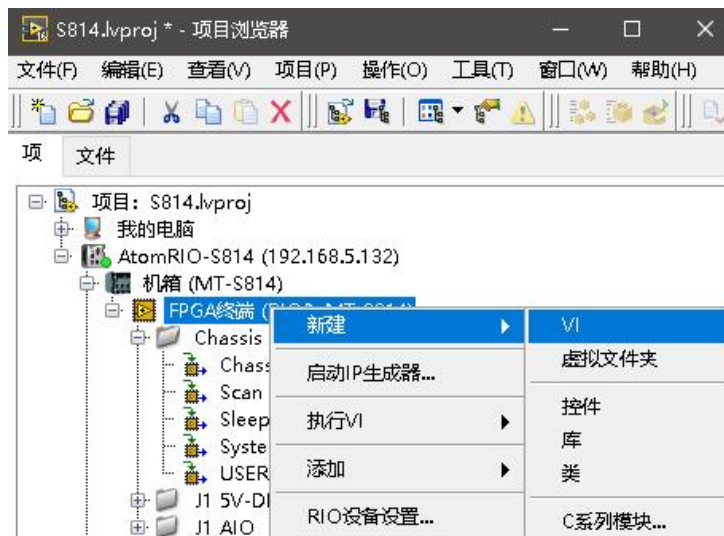 S814.lvproj * - 项目浏览器
文件(F) 编辑(E) 查看(V) 项目(P) 操作(O) 工具(T) 窗口(W) 帮助(H)
项 文件
项目: S814.lvproj
我的电脑
AtomRIO-S814 (192.168.5.132)
机箱 (MT-S814)
FPGA终端
Chassis
新建
VI
启动IP生成器...
虚拟文件夹
Scan
控件
Sleep
执行VI
库
添加
类
USER
J1 5V-DI
RIO设备设置...
C系列模块...
J1 AIO